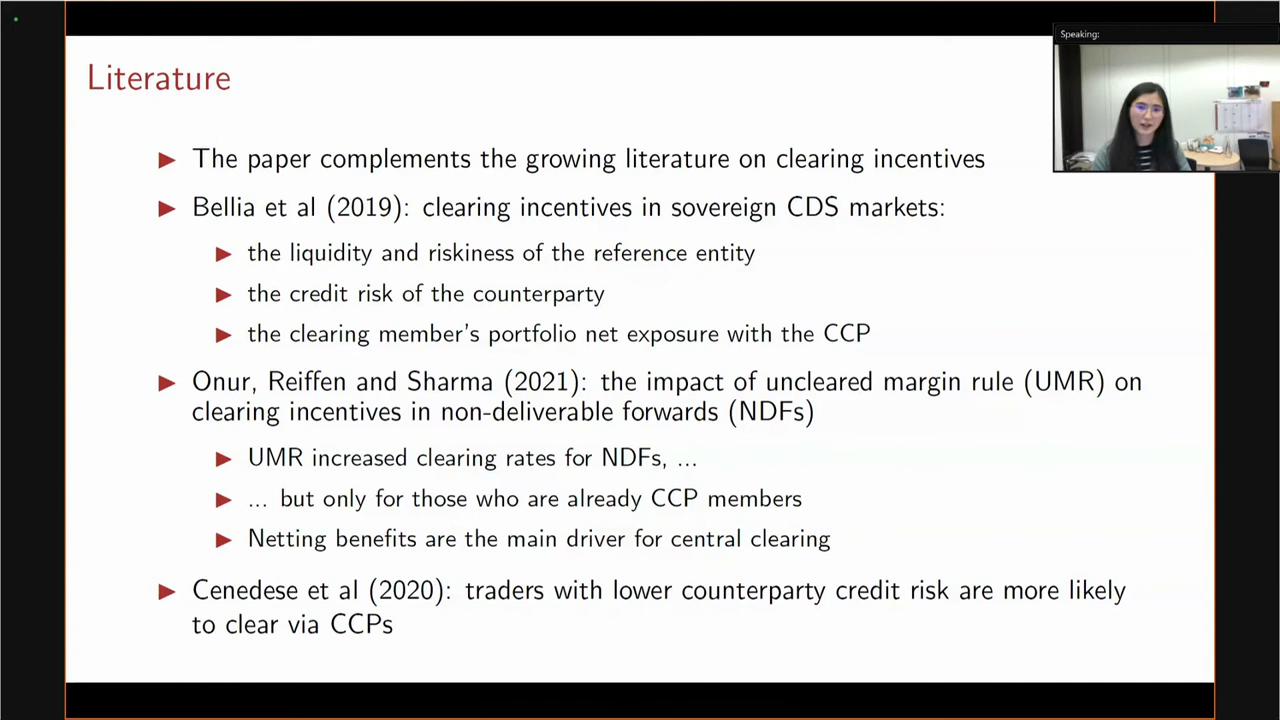 Speaking:
Literature
▶ The paper complements the growing literature on clearing incentives
▶ Bellia et al (2019): clearing incentives in sovereign CDS markets:
▶ the liquidity and riskiness of the reference entity
▶ the credit risk of the counterparty
▶ the clearing member's portfolio net exposure with the CCP
▶ Onur, Reiffen and Sharma (2021): the impact of uncleared margin rule (UMR) on
clearing incentives in non-deliverable forwards (NDFs)
▶ UMR increased clearing rates for NDFs, ...
▶ ... but only for those who are already CCP members
▶ Netting benefits are the main driver for central clearing
▶ Cenedese et al (2020): traders with lower counterparty credit risk are more likely
to clear via CCPs